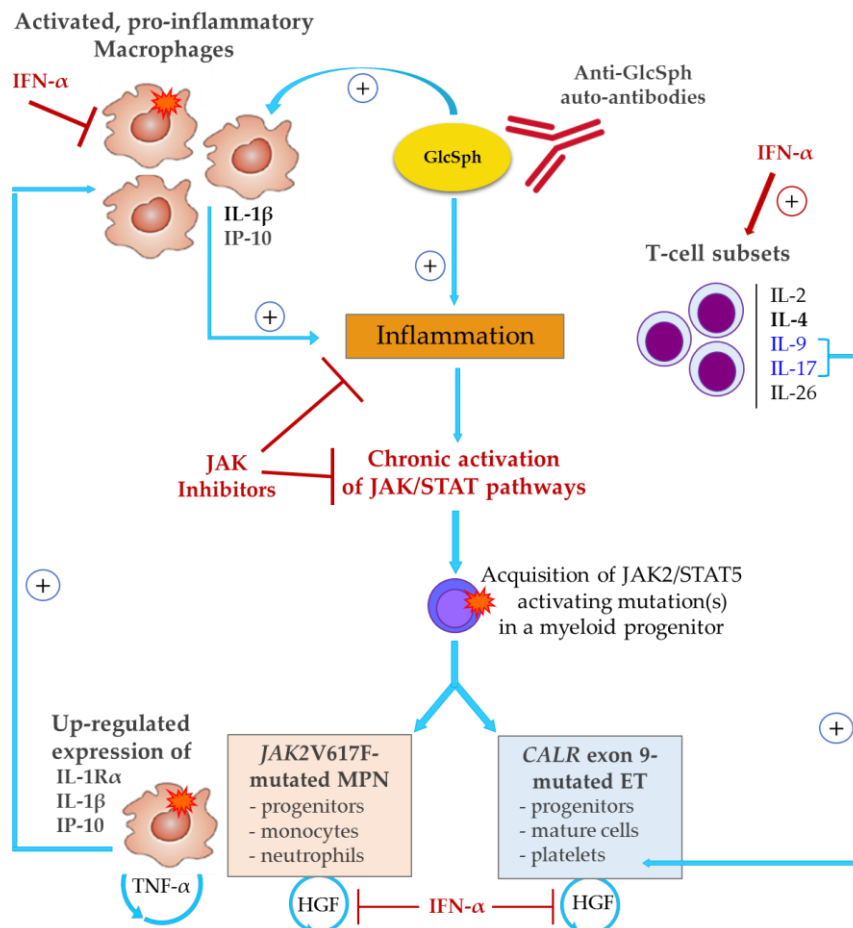 Activated, pro-inflammatory
Macrophages
IFN-α
+
Anti-GlcSph
auto-antibodies
GlcSph
IFN-α
+
IL-1β
IP-10
+
T-cell subsets
+
Inflammation
IL-2
IL-4
IL-9
IL-17
IL-26
JAK
Inhibitors
Chronic activation
of JAK/STAT pathways
+
Acquisition of JAK2/STAT5
activating mutation(s)
in a myeloid progenitor
+
Up-regulated
expression of
IL-1Rα
IL-1β
IP-10
TNF-α
JAK2V617F-
mutated MPN
- progenitors
- monocytes
- neutrophils
CALR exon 9-
mutated ET
- progenitors
- mature cells
- platelets
HGF
IFN-α
HGF